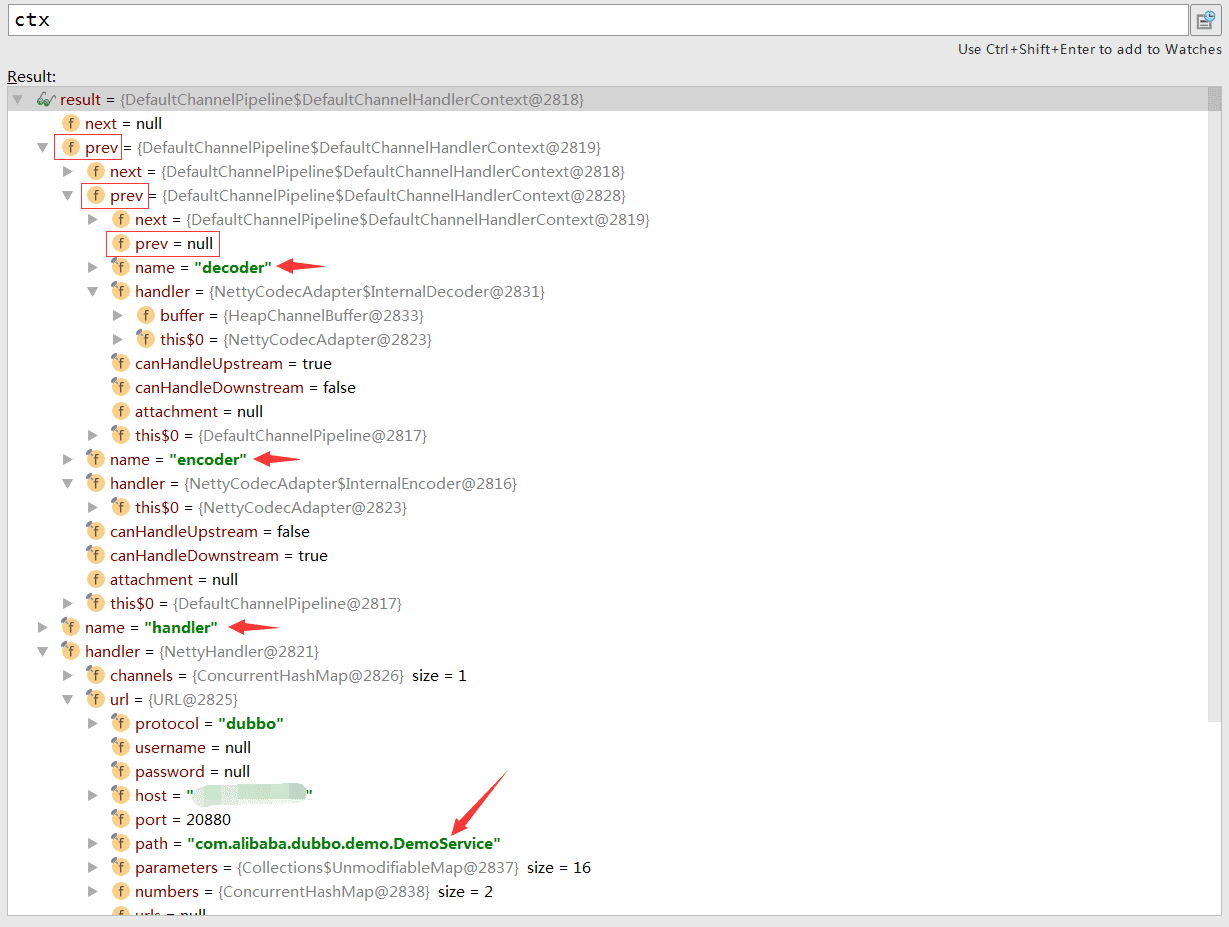 ctx
Use Ctrl+Shift+Enter to add to Watches
Result:
result = {DefaultChannelPipeline$DefaultChannelHandlerContext@2818}
f next = null
f prev = {DefaultChannelPipeline$DefaultChannelHandlerContext@2819}
f next = {DefaultChannelPipeline$DefaultChannelHandlerContext@2818}
f prev = {DefaultChannelPipeline$DefaultChannelHandlerContext@2828}
f next = {DefaultChannelPipeline$DefaultChannelHandlerContext@2819}
f prev = null
f name = "decoder"
f handler = {NettyCodecAdapter$InternalDecoder@2831}
f buffer = {HeapChannelBuffer@2833}
f this$0 = {NettyCodecAdapter@2823}
f canHandleUpstream = true
f canHandleDownstream = false
f attachment = null
f this$0 = {DefaultChannelPipeline@2817}
f name = "encoder"
f handler = {NettyCodecAdapter$InternalEncoder@2816}
f this$0 = {NettyCodecAdapter@2823}
f canHandleUpstream = false
f canHandleDownstream = true
f attachment = null
f this$0 = {DefaultChannelPipeline@2817}
f name = "handler"
f handler = {NettyHandler@2821}
f channels = {ConcurrentHashMap@2826} size = 1
f url = {URL@2825}
f protocol = "dubbo"
f username = null
f password = null
f host = " "
f port = 20880
f path = "com.alibaba.dubbo.demo.DemoService"
f parameters = {Collections$UnmodifiableMap@2837} size = 16
f numbers = {ConcurrentHashMap@2838} size = 2
f urls = null